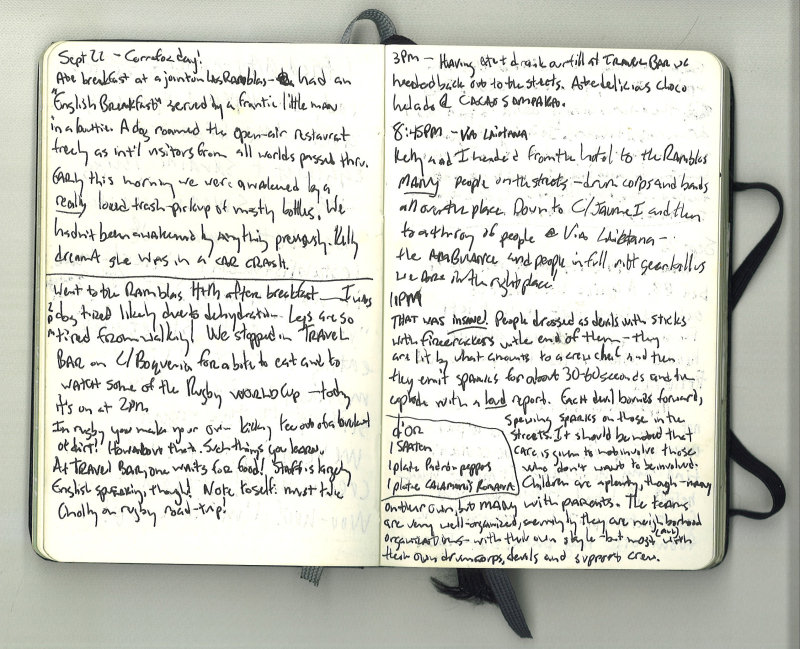 Sept 22 – Correfoc day!
Ate breakfast at a joint on Las Ramblas – had an
"English Breakfast" served by a frantic little man
in a bowtie. A dog roamed the open-air restaurat
freely as int'l visitors from all worlds passed thru.
Early this morning we were awakened by a
really loud trash-pickup of mostly bottles. We
hadn't been awakened by anything previously. Kelly
dreamt she was in a CAR CRASH.
Went to the Ramblas H+M after breakfast – I was
2PM
dog tired likely due to dehydration. Legs are so
tired from walking! We stopped in TRAVEL
BAR on C/Boqueria for a bite to eat and to
WATCH some of the Rugby WORLD CUP – today
it's on at 2pm
In rugby you make your own kicking tee out of a bucket
of dirt! How about that. Such things you learn.
At TRAVEL BAR, one waits for food! Staff is largely
English speaking, though! Note to self: must take
Cholly on rugby road-trip!
3PM – Having eat & drink our fill at TRAVEL BAR we
headed back out to the streets. Ate delicious choco
helado @ CACAO SAMPAKA.
8:45PM – VIA LAIETANA
Kelly and I headed from the hotel to the Ramblas
MANY people on the streets – drum corps and bands
all over the place. Down to C/Jaume I and then
to a throng of people @ Via Laietana –
the AMBULANCE and people in full riot gear tell us
we are in the "right place"
11PM
THAT WAS insane! People dressed as devils with sticks
with firecrackers on the end of them – they
are lit by what amounts to a crew chief and then
they emit sparks for about 30-60 seconds and then
explode with a loud report. Each devil bounces forward,
spewing sparks on those in the
streets. It should be noted that
care is given to not involve those
who don't want to be involved.
Children are aplenty, though – many
D'OR
1 SPATEN
1 plate Padron peppers
1 plate CALAMARIS ROMANA
on their own, but MANY with parents. The teams
are very well-organized, seemingly they are neighborhood
organizations – with their own style – but most (all) with
their own drumcorps, devils and support crew.